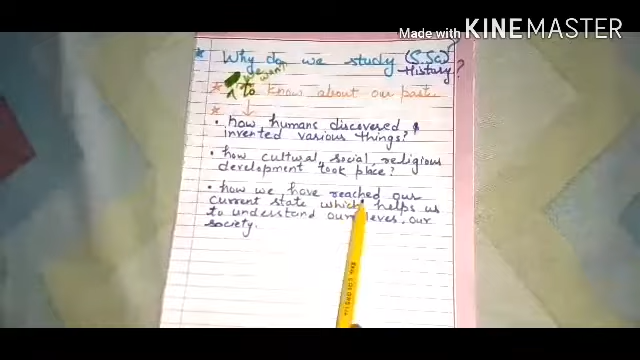 Made with KINEMASTER
* Why do we study (S.Sc)
History?
we want
* to know about our past.
* • how humans discovered, &
invented various things?
• how cultural, social, religious
development took place?
• how we have reached our
current state which helps us
to understand ourselves, our
society.